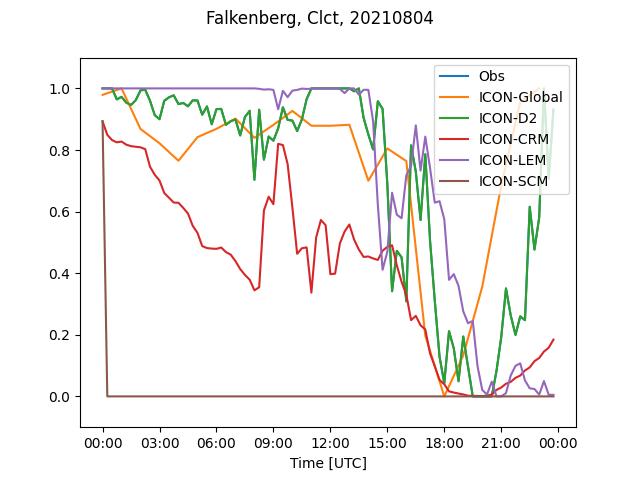 Falkenberg, Clct, 20210804
1.0
0.8
0.6
0.4
0.2
0.0
Obs
ICON-Global
ICON-D2
ICON-CRM
ICON-LEM
ICON-SCM
00:00 03:00 06:00 09:00 12:00 15:00 18:00 21:00 00:00
Time [UTC]